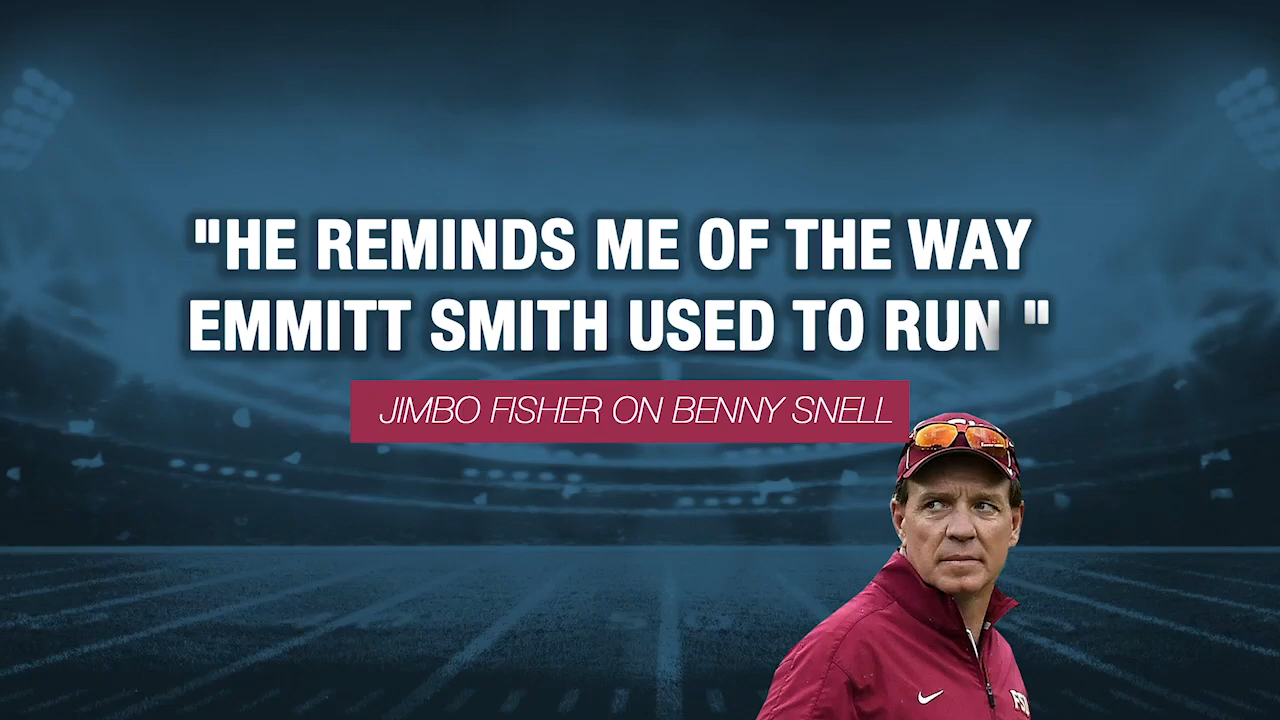 "HE REMINDS ME OF THE WAY
EMMITT SMITH USED TO RUN "
JIMBO FISHER ON BENNY SNELL